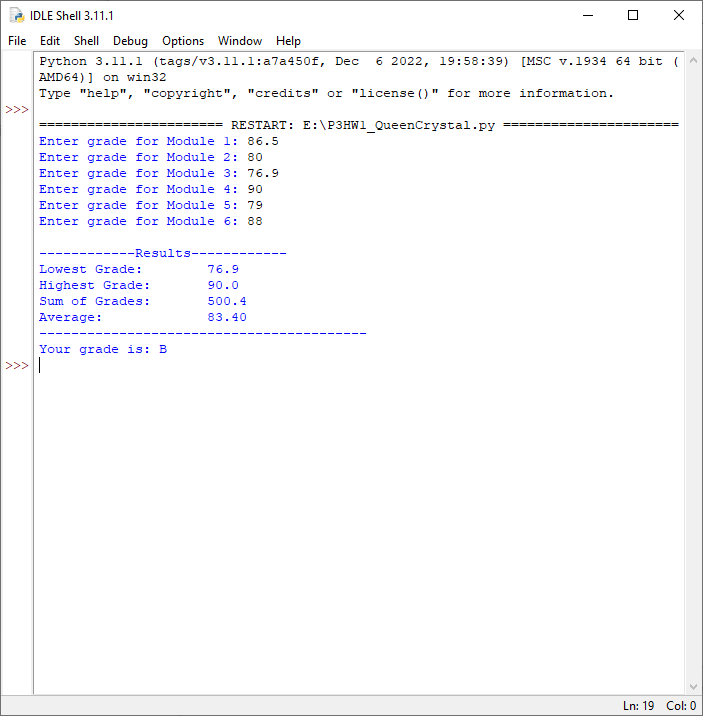 IDLE Shell 3.11.1
File Edit Shell Debug Options Window Help
Python 3.11.1 (tags/v3.11.1:a7a450f, Dec  6 2022, 19:58:39) [MSC v.1934 64 bit (
AMD64)] on win32
Type "help", "copyright", "credits" or "license()" for more information.
>>>
======================= RESTART: E:\P3HW1_QueenCrystal.py ======================
Enter grade for Module 1: 86.5
Enter grade for Module 2: 80
Enter grade for Module 3: 76.9
Enter grade for Module 4: 90
Enter grade for Module 5: 79
Enter grade for Module 6: 88
------------Results------------
Lowest Grade:        76.9
Highest Grade:       90.0
Sum of Grades:       500.4
Average:             83.40
-----------------------------------------
Your grade is: B
>>>
Ln: 19 Col: 0